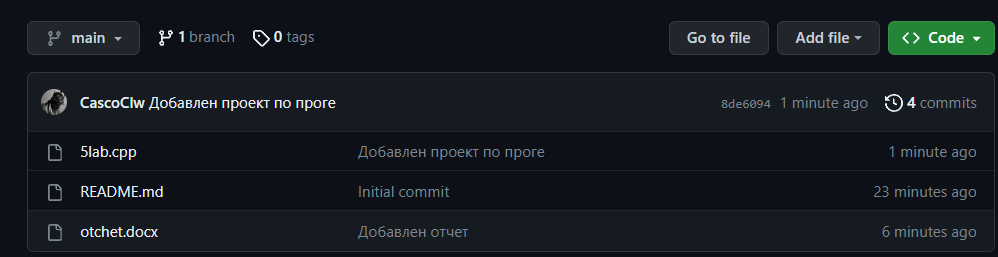 main 1 branch 0 tags Go to file Add file Code
CascoClw Добавлен проект по проге 8de6094 1 minute ago 4 commits
5lab.cpp Добавлен проект по проге 1 minute ago
README.md Initial commit 23 minutes ago
otchet.docx Добавлен отчет 6 minutes ago